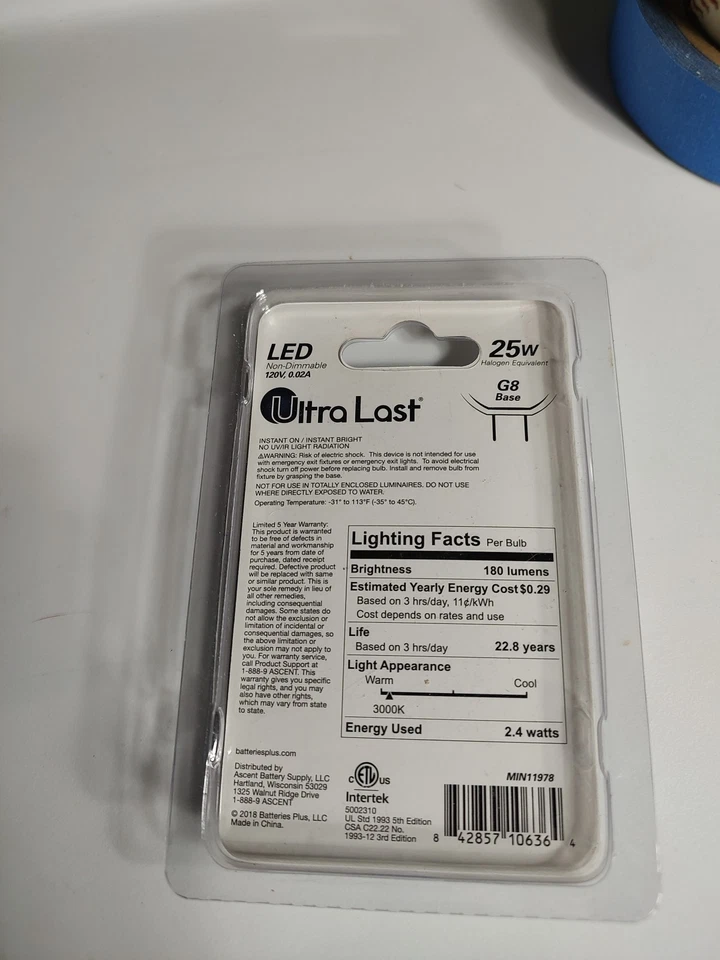 LED
Non-Dimmable
120V, 0.02A
25W
Halogen Equivalent
G8
Base
Ultra Last®
INSTANT ON / INSTANT BRIGHT
NO UV/IR LIGHT RADIATION
⚠WARNING: Risk of electric shock. This device is not intended for use
with emergency exit fixtures or emergency exit lights. To avoid electrical
shock turn off power before replacing bulb. Install and remove bulb from
fixture by grasping the base.
NOT FOR USE IN TOTALLY ENCLOSED LUMINAIRES. DO NOT USE
WHERE DIRECTLY EXPOSED TO WATER.
Operating Temperature: -31° to 113°F (-35° to 45°C).
Limited 5 Year Warranty:
This product is warranted
to be free of defects in
material and workmanship
for 5 years from date of
purchase, dated receipt
required. Defective product
will be replaced with same
or similar product. This is
your sole remedy in lieu of
all other remedies,
including consequential
damages. Some states do
not allow the exclusion or
limitation of incidental or
consequential damages, so
the above limitation or
exclusion may not apply to
you. For warranty service,
call Product Support at
1-888-9 ASCENT. This
warranty gives you specific
legal rights, and you may
also have other rights,
which may vary from state
to state.
Lighting Facts Per Bulb
Brightness 180 lumens
Estimated Yearly Energy Cost $0.29
Based on 3 hrs/day, 11¢/kWh
Cost depends on rates and use
Life
Based on 3 hrs/day 22.8 years
Light Appearance
Warm Cool
3000K
Energy Used 2.4 watts
batteriesplus.com
Distributed by
Ascent Battery Supply, LLC
Hartland, Wisconsin 53029
1325 Walnut Ridge Drive
1-888-9 ASCENT
© 2018 Batteries Plus, LLC
Made in China.
c ETL US
Intertek
5002310
UL Std 1993 5th Edition
CSA C22.22 No.
1993-12 3rd Edition
MIN11978
8 42857 10636 4